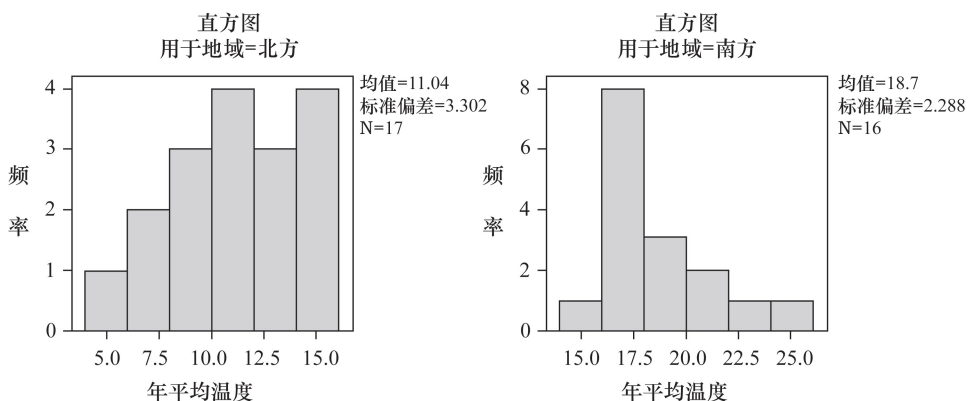 直方图
用于地域=北方
4
3
2
1
0
频
率
5.0 7.5 10.0 12.5 15.0
年平均温度
均值=11.04
标准偏差=3.302
N=17
直方图
用于地域=南方
8
6
4
2
0
频
率
15.0 17.5 20.0 22.5 25.0
年平均温度
均值=18.7
标准偏差=2.288
N=16